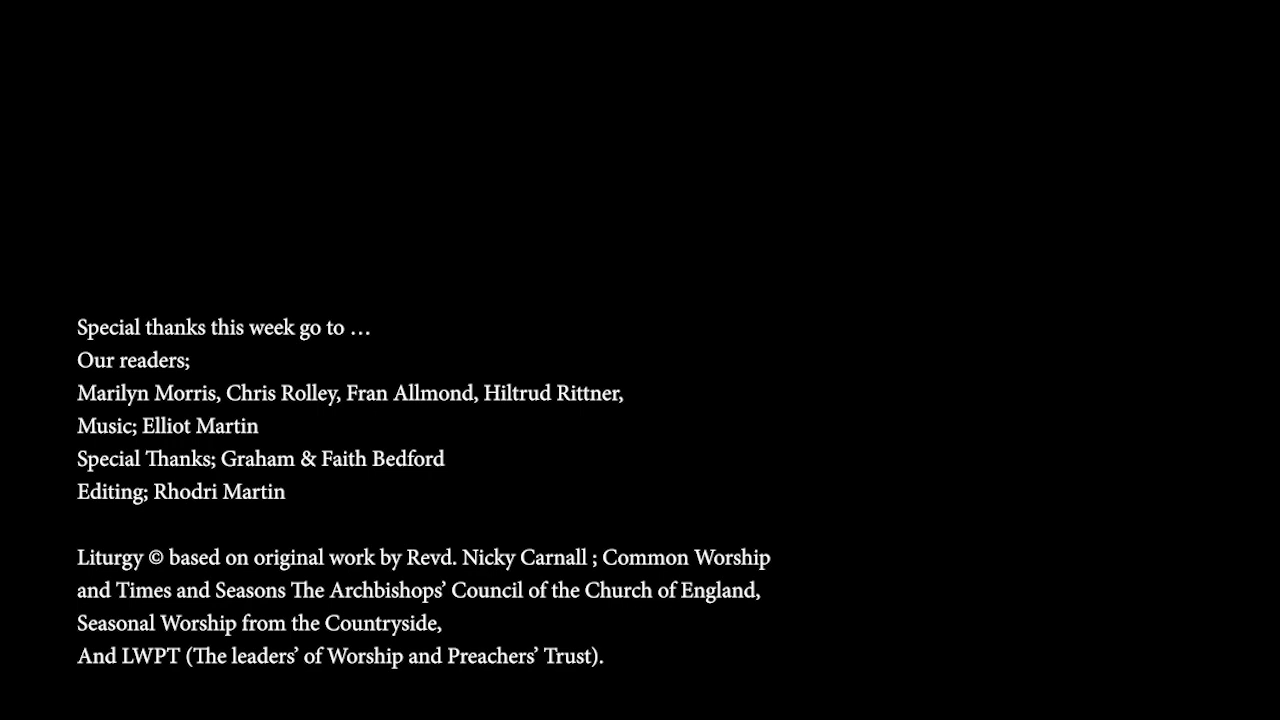 Special thanks this week go to …
Our readers;
Marilyn Morris, Chris Rolley, Fran Allmond, Hiltrud Rittner,
Music; Elliot Martin
Special Thanks; Graham & Faith Bedford
Editing; Rhodri Martin
Liturgy © based on original work by Revd. Nicky Carnall ; Common Worship
and Times and Seasons The Archbishops’ Council of the Church of England,
Seasonal Worship from the Countryside,
And LWPT (The leaders’ of Worship and Preachers’ Trust).